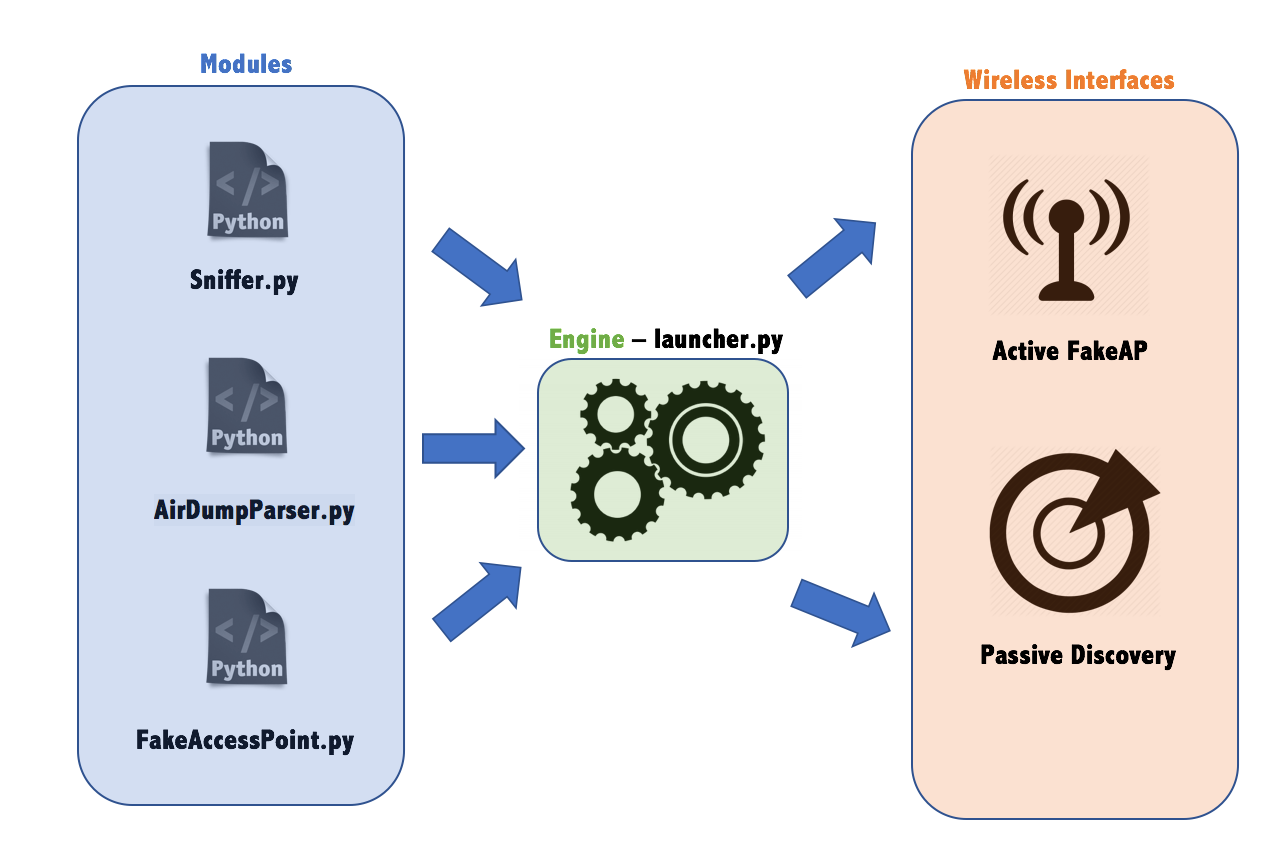 Modules
Wireless Interfaces
</>
Python
Sniffer.py
Active FakeAP
Engine – launcher.py
</>
Python
AirDumpParser.py
Passive Discovery
</>
Python
FakeAccessPoint.py